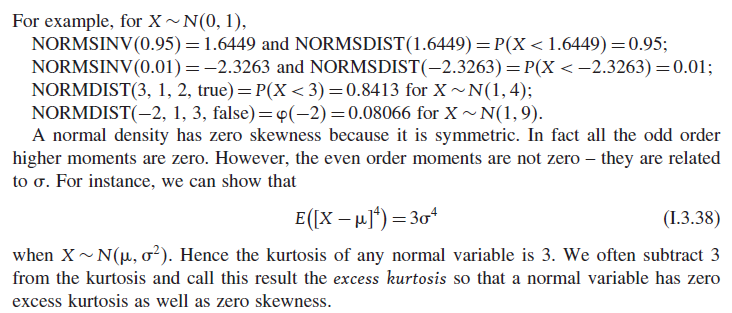 For example, for X ∼ N(0, 1),
NORMSINV(0.95) = 1.6449 and NORMSDIST(1.6449) = P(X < 1.6449) = 0.95;
NORMSINV(0.01) = −2.3263 and NORMSDIST(−2.3263) = P(X < −2.3263) = 0.01;
NORMDIST(3, 1, 2, true) = P(X < 3) = 0.8413 for X ∼ N(1, 4);
NORMDIST(−2, 1, 3, false) = φ(−2) = 0.08066 for X ∼ N(1, 9).
A normal density has zero skewness because it is symmetric. In fact all the odd order
higher moments are zero. However, the even order moments are not zero – they are related
to σ. For instance, we can show that
E([X − μ]⁴) = 3σ⁴ (I.3.38)
when X ∼ N(μ, σ²). Hence the kurtosis of any normal variable is 3. We often subtract 3
from the kurtosis and call this result the excess kurtosis so that a normal variable has zero
excess kurtosis as well as zero skewness.